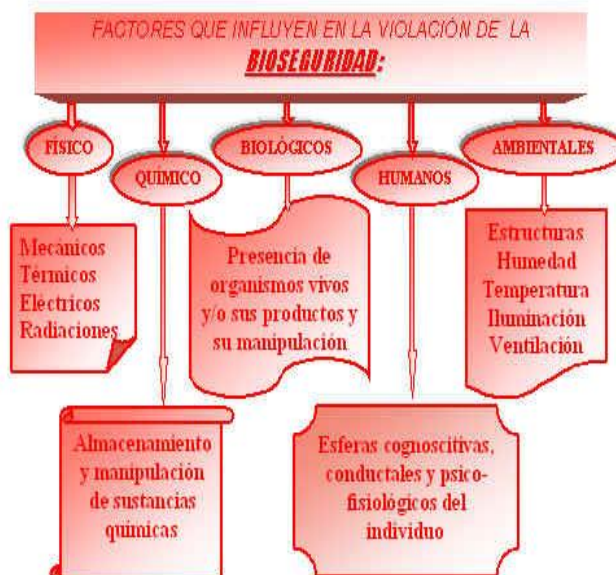 FACTORES QUE INFLUYEN EN LA VIOLACIÓN DE LA
BIOSEGURIDAD:
FÍSICO
QUÍMICO
BIOLÓGICOS
HUMANOS
AMBIENTALES
Mecánicos
Térmicos
Eléctricos
Radiaciones
Presencia de
organismos vivos
y/o sus productos y
su manipulación
Estructuras
Humedad
Temperatura
Iluminación
Ventilación
Almacenamiento
y manipulación
de sustancias
químicas
Esferas cognoscitivas,
conductales y psico-
fisiológicos del
individuo